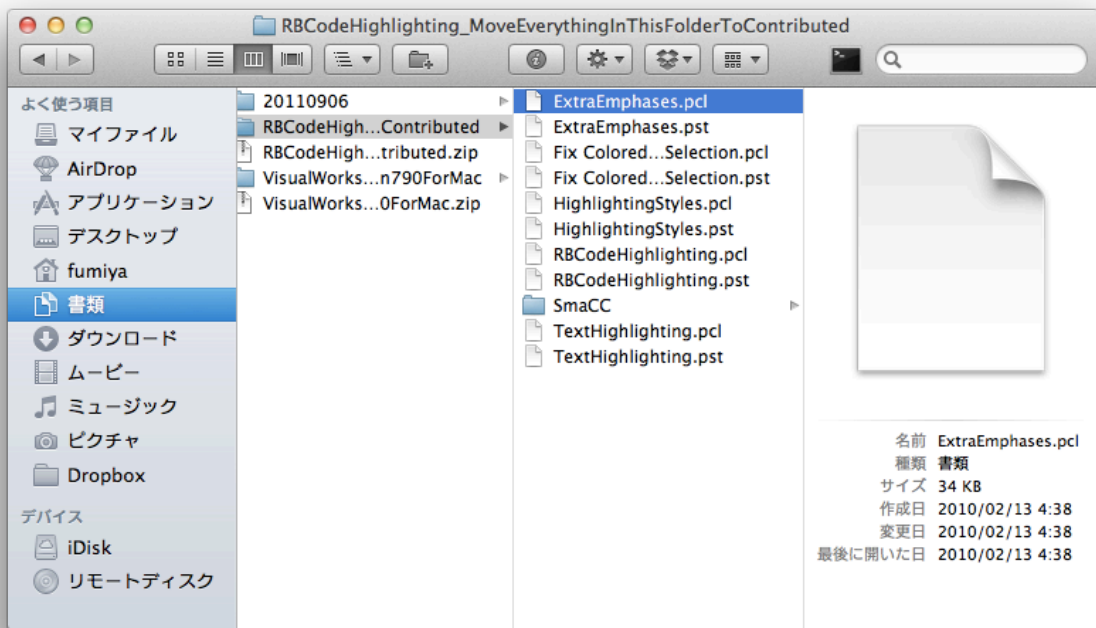 RBCodeHighlighting_MoveEverythingInThisFolderToContributed
よく使う項目
マイファイル
AirDrop
アプリケーション
デスクトップ
fumiya
書類
ダウンロード
ムービー
ミュージック
ピクチャ
Dropbox
デバイス
iDisk
リモートディスク
20110906
RBCodeHigh...Contributed
RBCodeHigh...tributed.zip
VisualWorks...n790ForMac
VisualWorks...0ForMac.zip
ExtraEmphases.pcl
ExtraEmphases.pst
Fix Colored...Selection.pcl
Fix Colored...Selection.pst
HighlightingStyles.pcl
HighlightingStyles.pst
RBCodeHighlighting.pcl
RBCodeHighlighting.pst
SmaCC
TextHighlighting.pcl
TextHighlighting.pst
名前 ExtraEmphases.pcl
種類 書類
サイズ 34 KB
作成日 2010/02/13 4:38
変更日 2010/02/13 4:38
最後に開いた日 2010/02/13 4:38